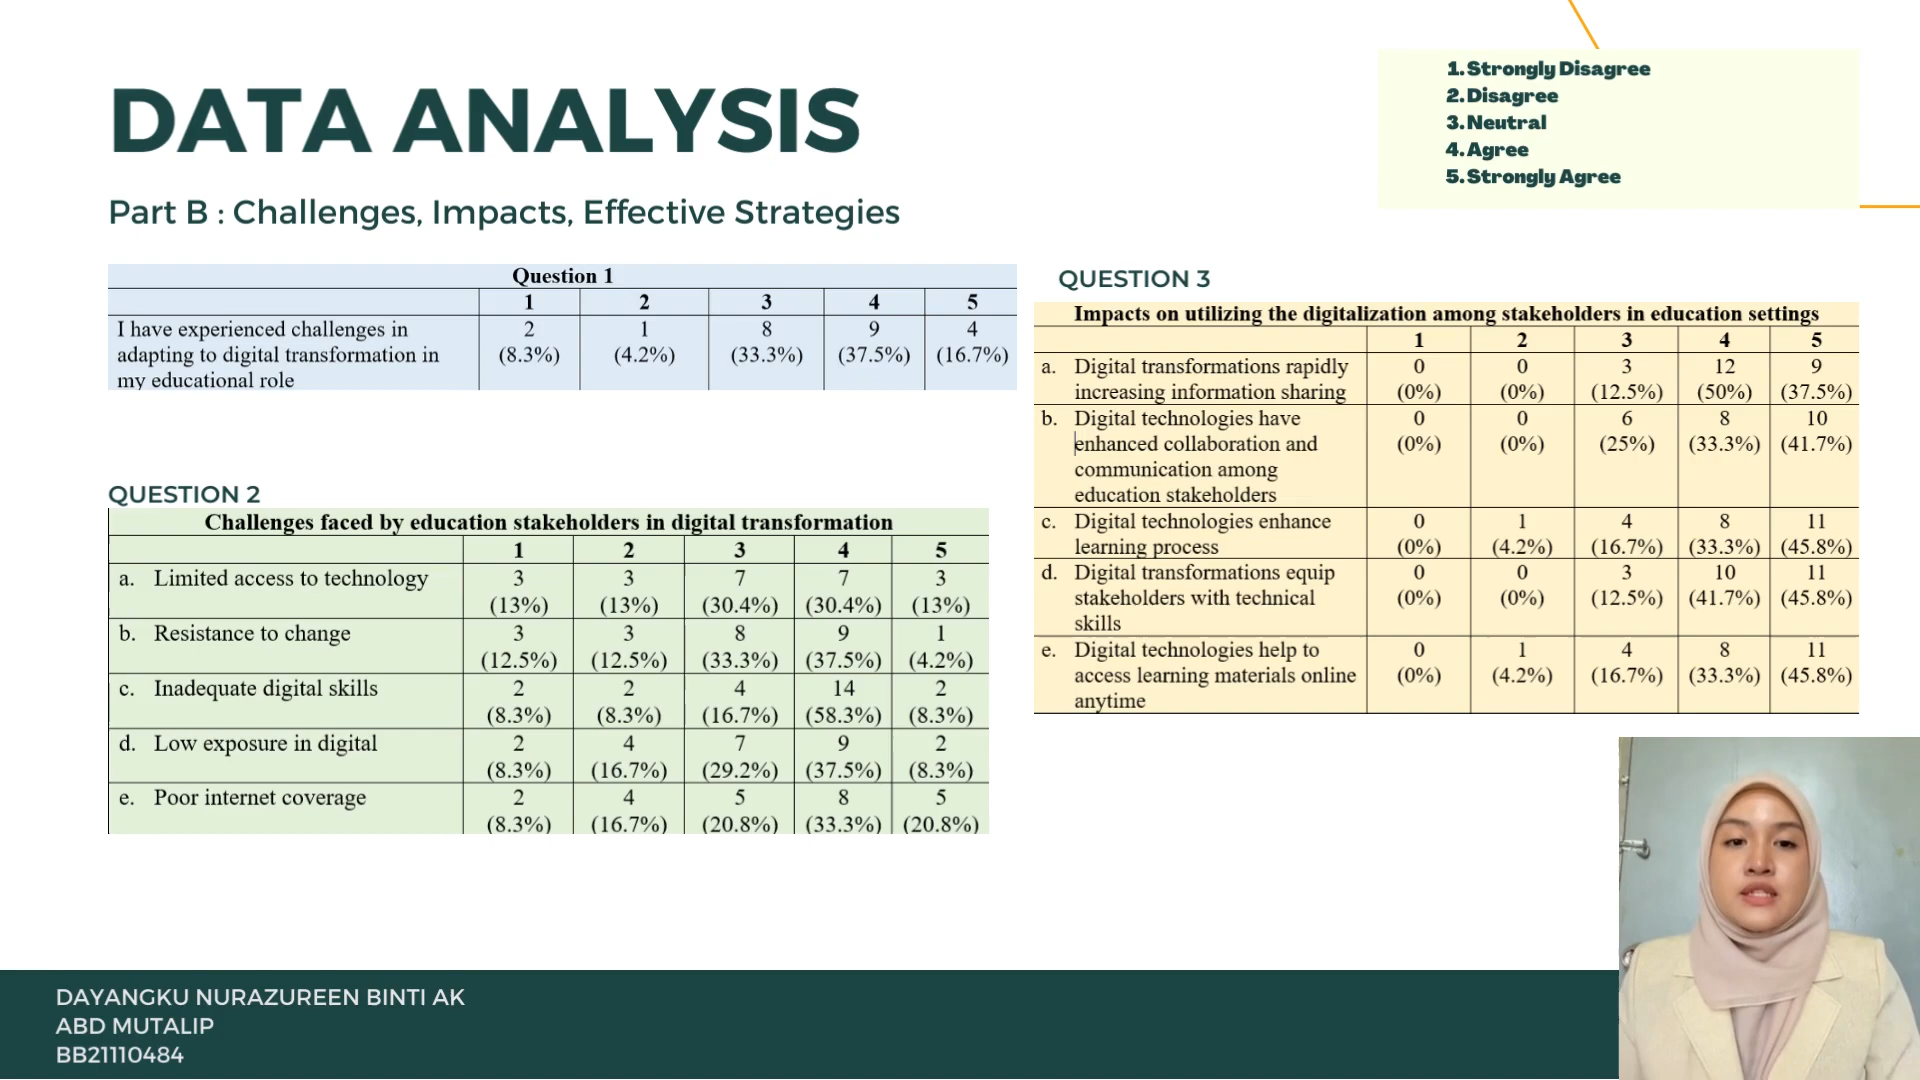 DATA ANALYSIS
Part B : Challenges, Impacts, Effective Strategies
1. Strongly Disagree
2. Disagree
3. Neutral
4. Agree
5. Strongly Agree
Question 1
1 2 3 4 5
I have experienced challenges in 2 1 8 9 4
adapting to digital transformation in (8.3%) (4.2%) (33.3%) (37.5%) (16.7%)
my educational role
QUESTION 2
Challenges faced by education stakeholders in digital transformation
1 2 3 4 5
a. Limited access to technology 3 3 7 7 3
(13%) (13%) (30.4%) (30.4%) (13%)
b. Resistance to change 3 3 8 9 1
(12.5%) (12.5%) (33.3%) (37.5%) (4.2%)
c. Inadequate digital skills 2 2 4 14 2
(8.3%) (8.3%) (16.7%) (58.3%) (8.3%)
d. Low exposure in digital 2 4 7 9 2
(8.3%) (16.7%) (29.2%) (37.5%) (8.3%)
e. Poor internet coverage 2 4 5 8 5
(8.3%) (16.7%) (20.8%) (33.3%) (20.8%)
QUESTION 3
Impacts on utilizing the digitalization among stakeholders in education settings
1 2 3 4 5
a. Digital transformations rapidly 0 0 3 12 9
increasing information sharing (0%) (0%) (12.5%) (50%) (37.5%)
b. Digital technologies have 0 0 6 8 10
enhanced collaboration and (0%) (0%) (25%) (33.3%) (41.7%)
communication among
education stakeholders
c. Digital technologies enhance 0 1 4 8 11
learning process (0%) (4.2%) (16.7%) (33.3%) (45.8%)
d. Digital transformations equip 0 0 3 10 11
stakeholders with technical (0%) (0%) (12.5%) (41.7%) (45.8%)
skills
e. Digital technologies help to 0 1 4 8 11
access learning materials online (0%) (4.2%) (16.7%) (33.3%) (45.8%)
anytime
DAYANGKU NURAZUREEN BINTI AK
ABD MUTALIP
BB21110484